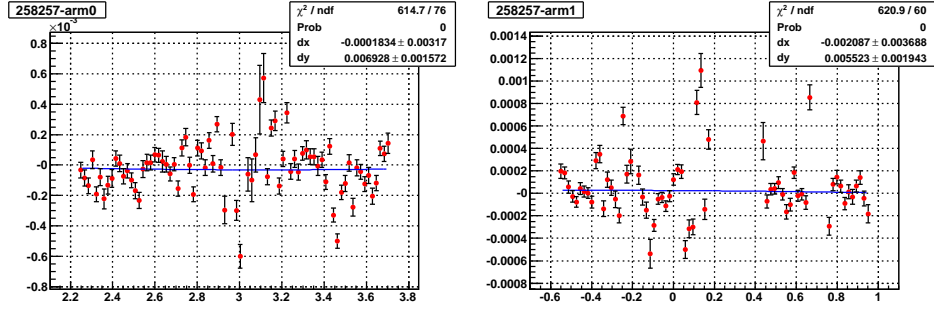 258257-arm0
χ² / ndf 614.7 / 76
Prob 0
dx -0.0001834 ± 0.00317
dy 0.006928 ± 0.001572
×10⁻³
0.8
0.6
0.4
0.2
-0
-0.2
-0.4
-0.6
-0.8
2.2 2.4 2.6 2.8 3 3.2 3.4 3.6 3.8
258257-arm1
χ² / ndf 620.9 / 60
Prob 0
dx -0.002087 ± 0.003688
dy 0.005523 ± 0.001943
0.0014
0.0012
0.001
0.0008
0.0006
0.0004
0.0002
0
-0.0002
-0.0004
-0.0006
-0.0008
-0.6 -0.4 -0.2 0 0.2 0.4 0.6 0.8 1